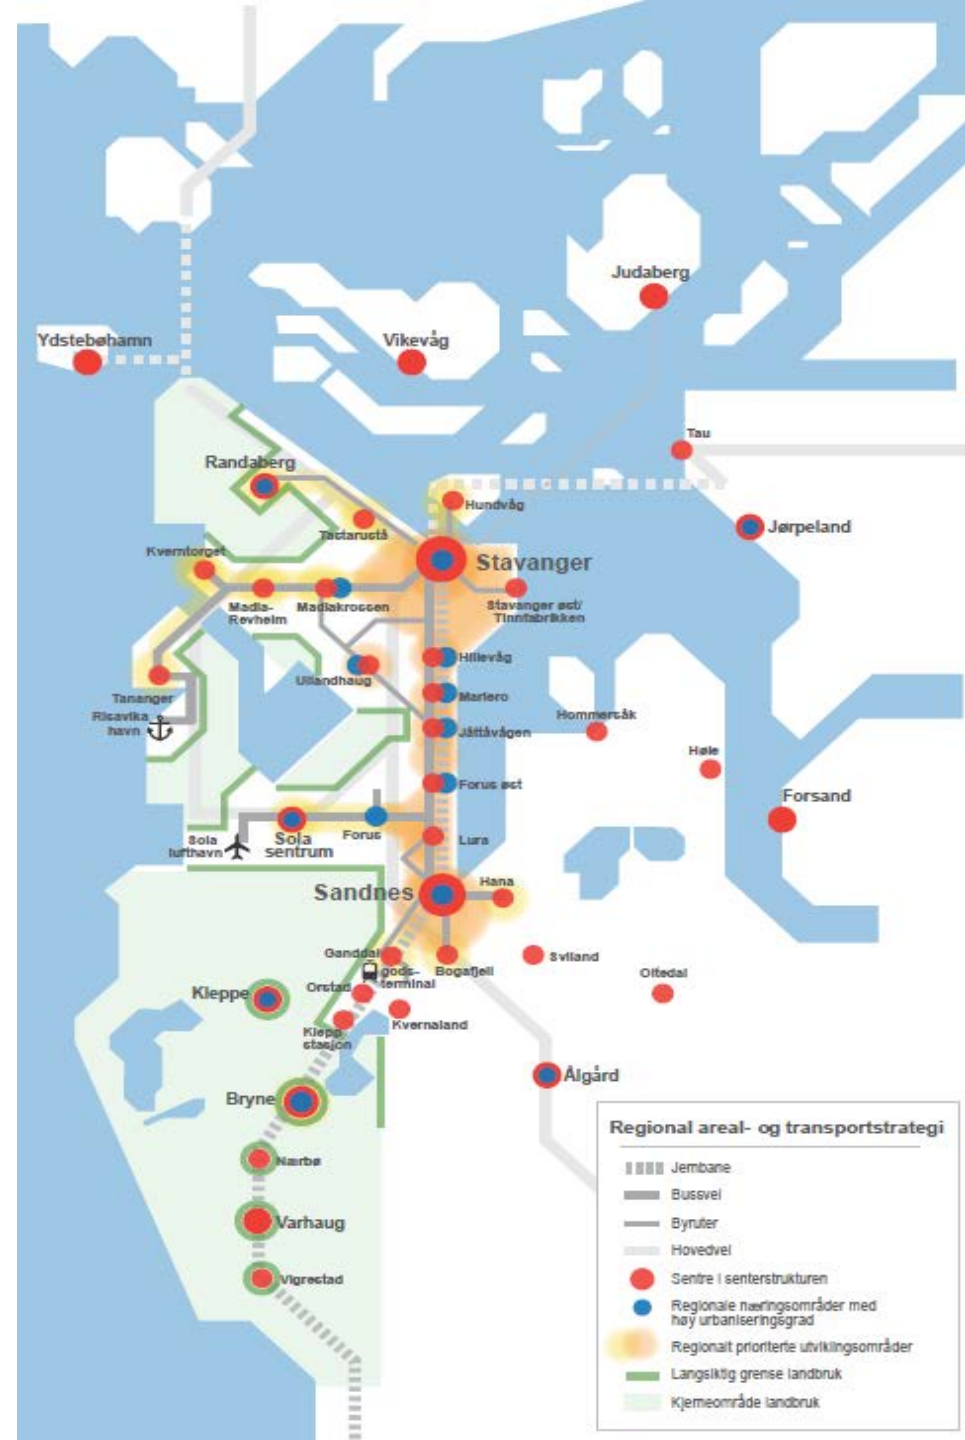 Judaberg
Ydstebøhamn
Vikevåg
Tau
Randaberg
Hundvåg
Jørpeland
Tastarustå
Kverntorget
Stavanger
Madla-
Revheim
Madlakrossen
Stavanger øst/
Tinnfabrikken
Hillevåg
Ullandhaug
Tananger
Mariero
Risavika
havn
Hommersåk
Jåttåvågen
Høle
Forus øst
Forsand
Sola
lufthavn
Sola
sentrum
Forus
Lura
Sandnes
Hana
Ganddal
gods-
terminal
Bogafjell
Sviland
Oltedal
Kleppe
Orstad
Kvernaland
Klepp
stasjon
Ålgård
Bryne
Nærbø
Varhaug
Vigrestad
Regional areal- og transportstrategi
Jernbane
Bussvei
Byruter
Hovedvei
Sentre i senterstrukturen
Regionale næringsområder med
høy urbaniseringsgrad
Regionalt prioriterte utviklingsområder
Langsiktig grense landbruk
Kjerneområde landbruk